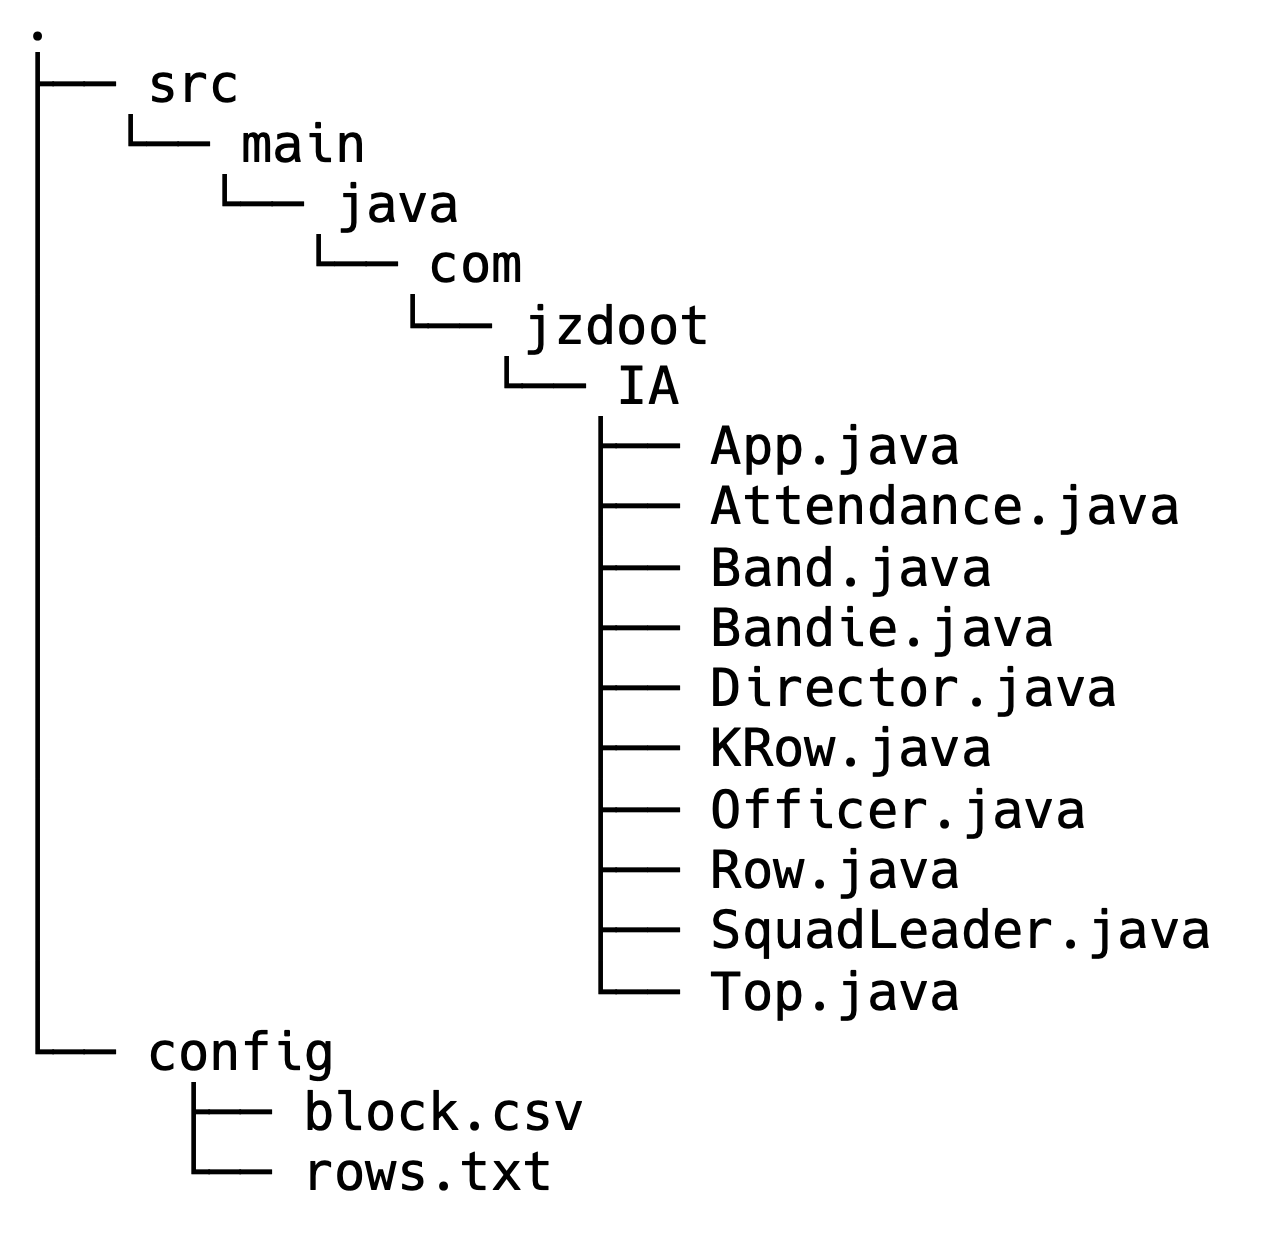 .
├── src
└── main
└── java
└── com
└── jzdoot
└── IA
├── App.java
├── Attendance.java
├── Band.java
├── Bandie.java
├── Director.java
├── KRow.java
├── Officer.java
├── Row.java
├── SquadLeader.java
└── Top.java
└── config
├── block.csv
└── rows.txt